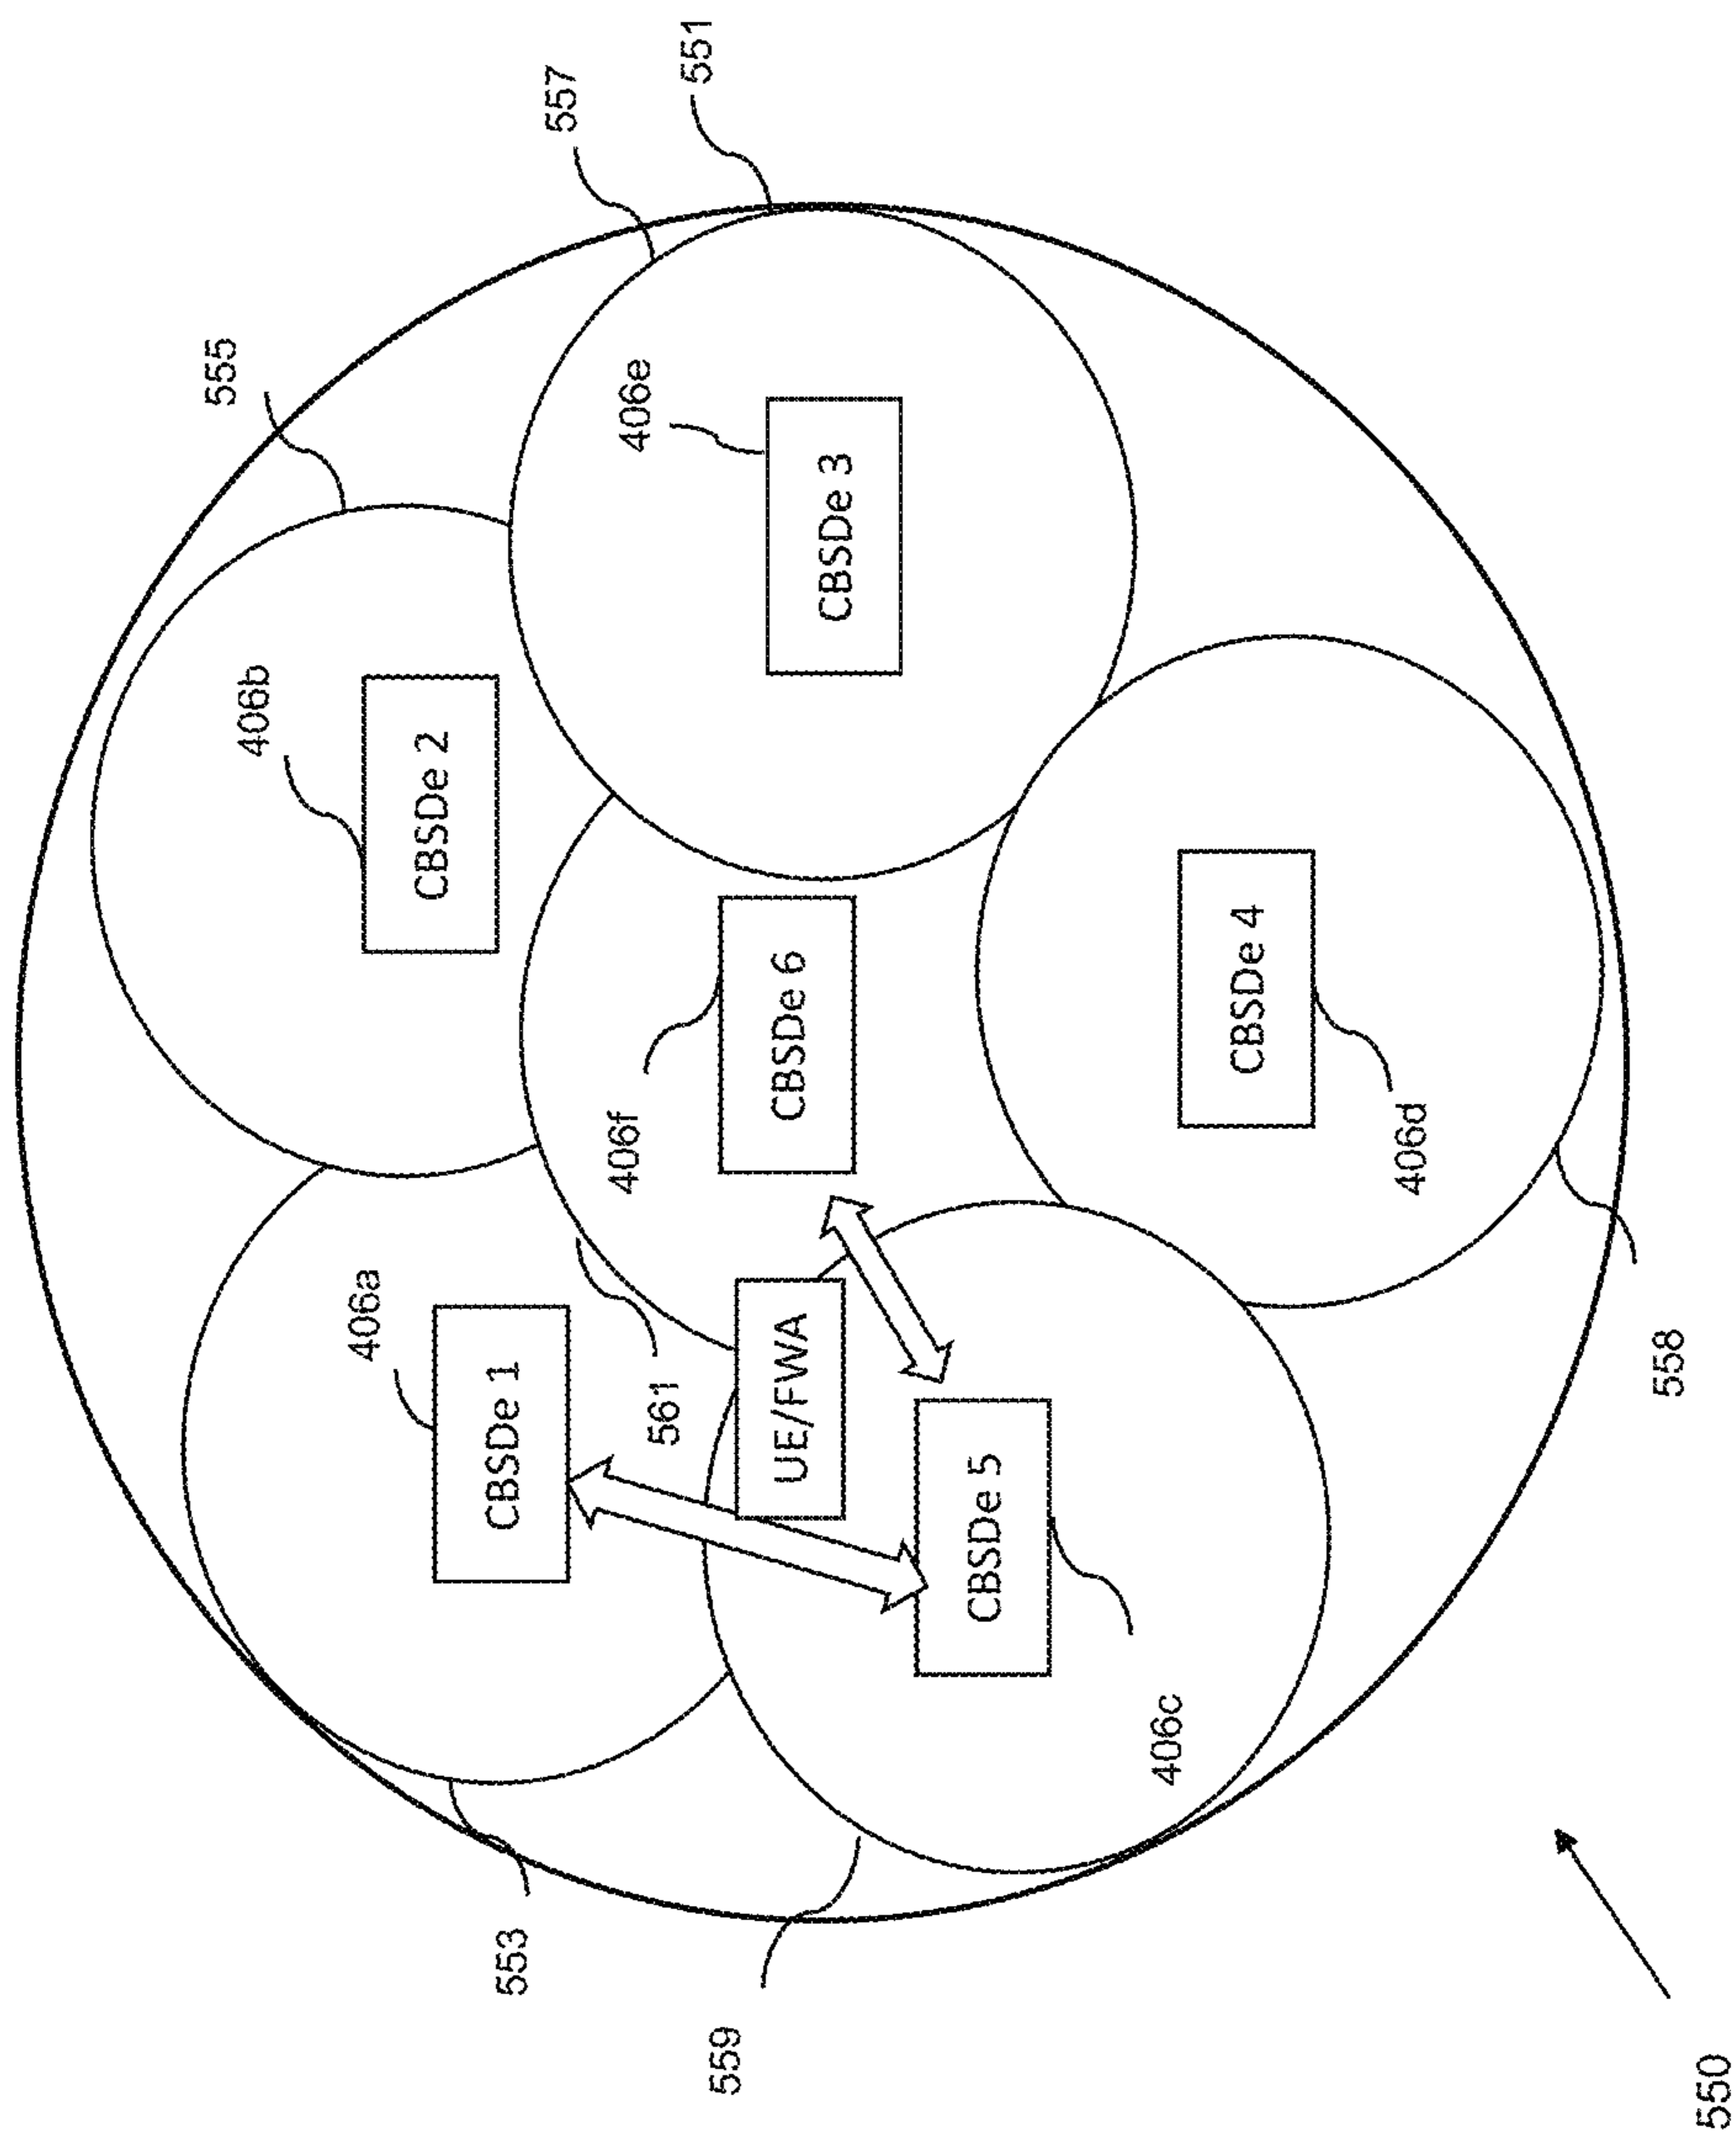 550
553
559
CBSDe 1
406a
561
UE/FWA
CBSDe 5
406c
CBSDe 2
406b
CBSDe 6
406f
CBSDe 3
406e
CBSDe 4
406d
555
557
551
558